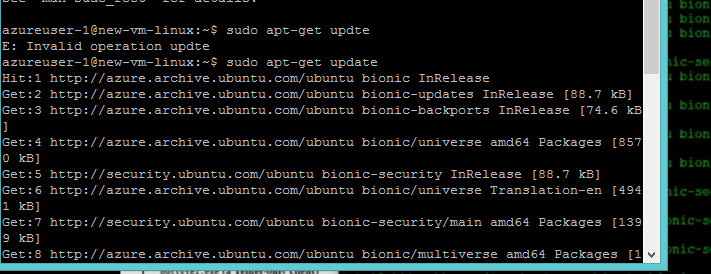 azureuser-1@new-vm-linux:~$ sudo apt-get updte
E: Invalid operation updte
azureuser-1@new-vm-linux:~$ sudo apt-get update
Hit:1 http://azure.archive.ubuntu.com/ubuntu bionic InRelease
Get:2 http://azure.archive.ubuntu.com/ubuntu bionic-updates InRelease [88.7 kB]
Get:3 http://azure.archive.ubuntu.com/ubuntu bionic-backports InRelease [74.6 kB
]
Get:4 http://azure.archive.ubuntu.com/ubuntu bionic/universe amd64 Packages [857
0 kB]
Get:5 http://security.ubuntu.com/ubuntu bionic-security InRelease [88.7 kB]
Get:6 http://azure.archive.ubuntu.com/ubuntu bionic/universe Translation-en [494
1 kB]
Get:7 http://security.ubuntu.com/ubuntu bionic-security/main amd64 Packages [139
9 kB]
Get:8 http://azure.archive.ubuntu.com/ubuntu bionic/multiverse amd64 Packages [1